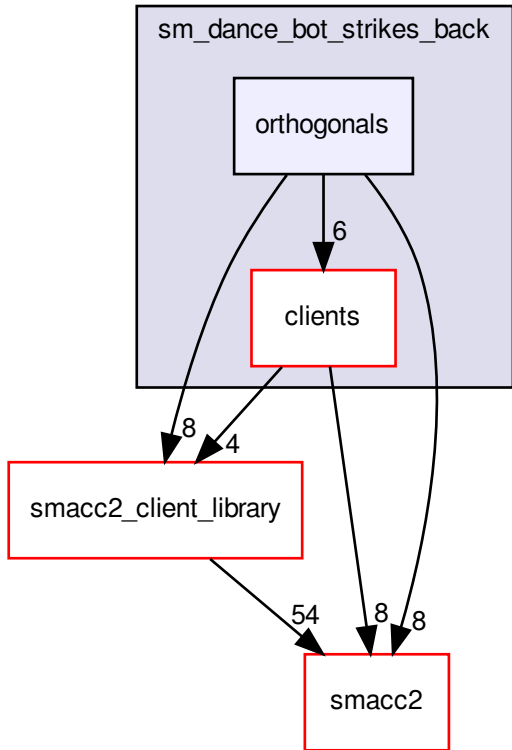 sm_dance_bot_strikes_back
orthogonals
6
clients
8
4
smacc2_client_library
54
8
8
smacc2